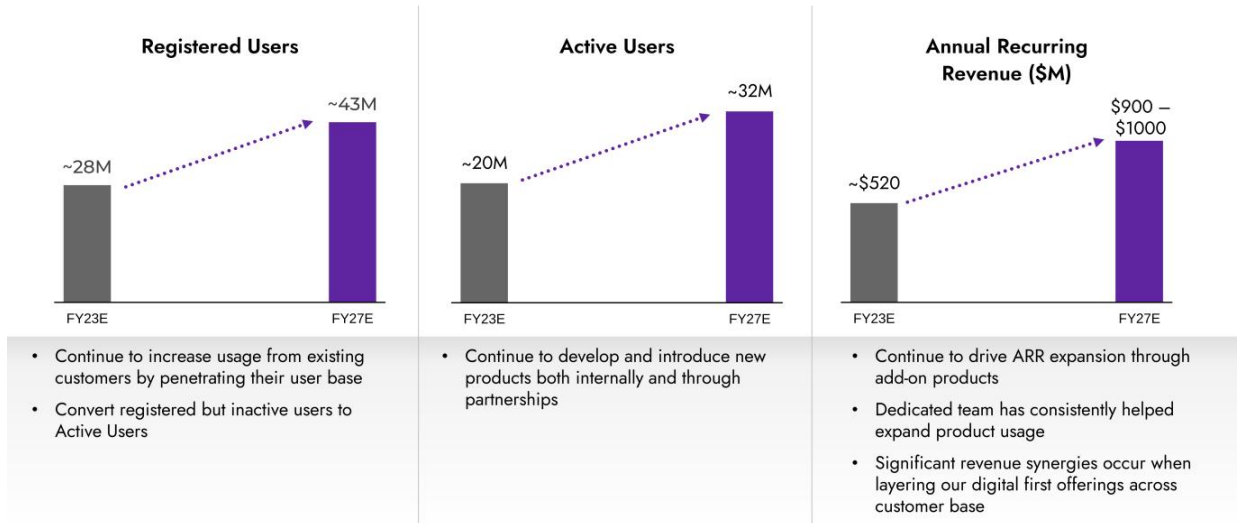 Registered Users
~28M
~43M
FY23E
FY27E
• Continue to increase usage from existing
customers by penetrating their user base
• Convert registered but inactive users to
Active Users
Active Users
~20M
~32M
FY23E
FY27E
• Continue to develop and introduce new
products both internally and through
partnerships
Annual Recurring
Revenue ($M)
~$520
$900 –
$1000
FY23E
FY27E
• Continue to drive ARR expansion through
add-on products
• Dedicated team has consistently helped
expand product usage
• Significant revenue synergies occur when
layering our digital first offerings across
customer base